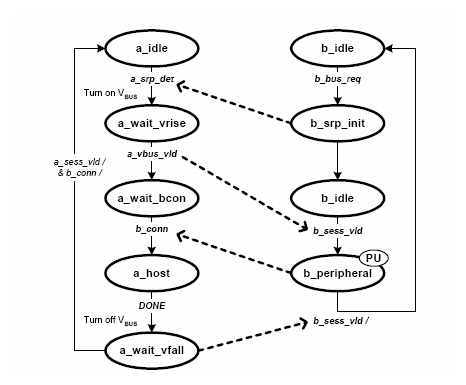 a_idle
b_idle
a_srp_det
b_bus_req
Turn on VBUS
a_wait_vrise
b_srp_init
a_vbus_vld
a_sess_vld /
& b_conn /
a_wait_bcon
b_idle
b_conn
b_sess_vld
PU
a_host
b_peripheral
DONE
Turn off VBUS
b_sess_vld /
a_wait_vfall